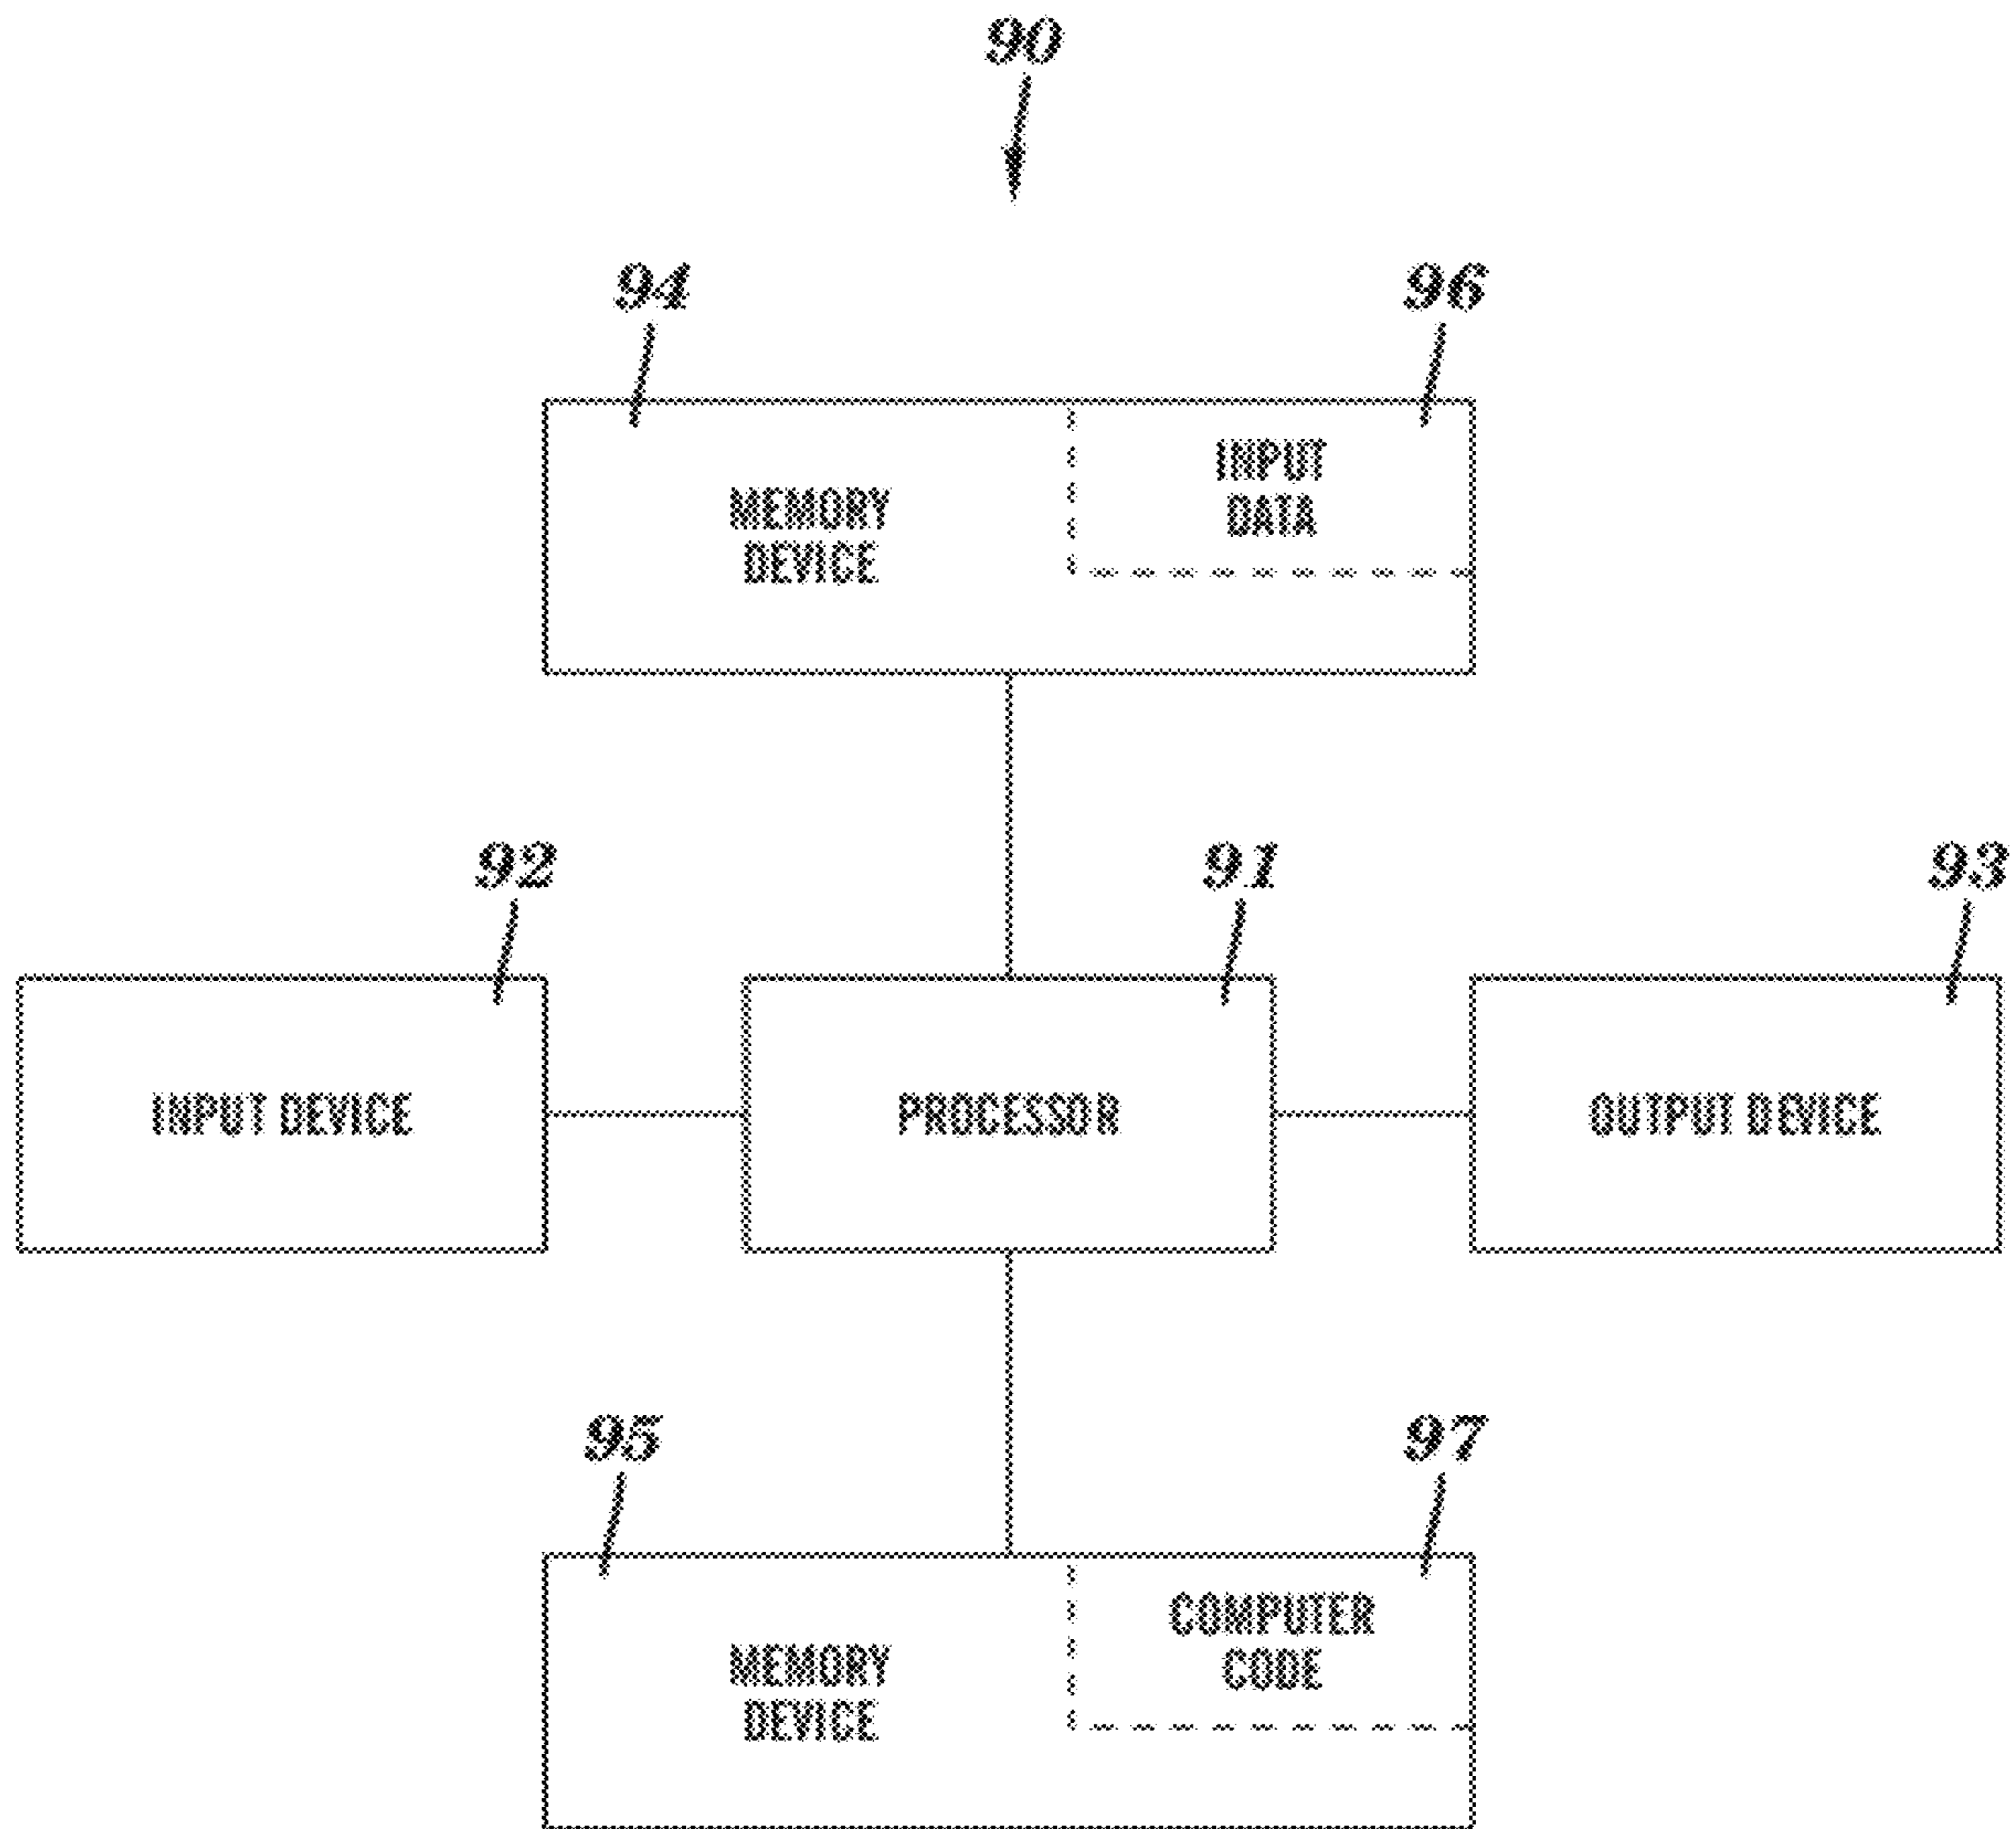 90
94
96
MEMORY
DEVICE
INPUT
DATA
92
91
93
INPUT DEVICE
PROCESSOR
OUTPUT DEVICE
95
97
MEMORY
DEVICE
COMPUTER
CODE